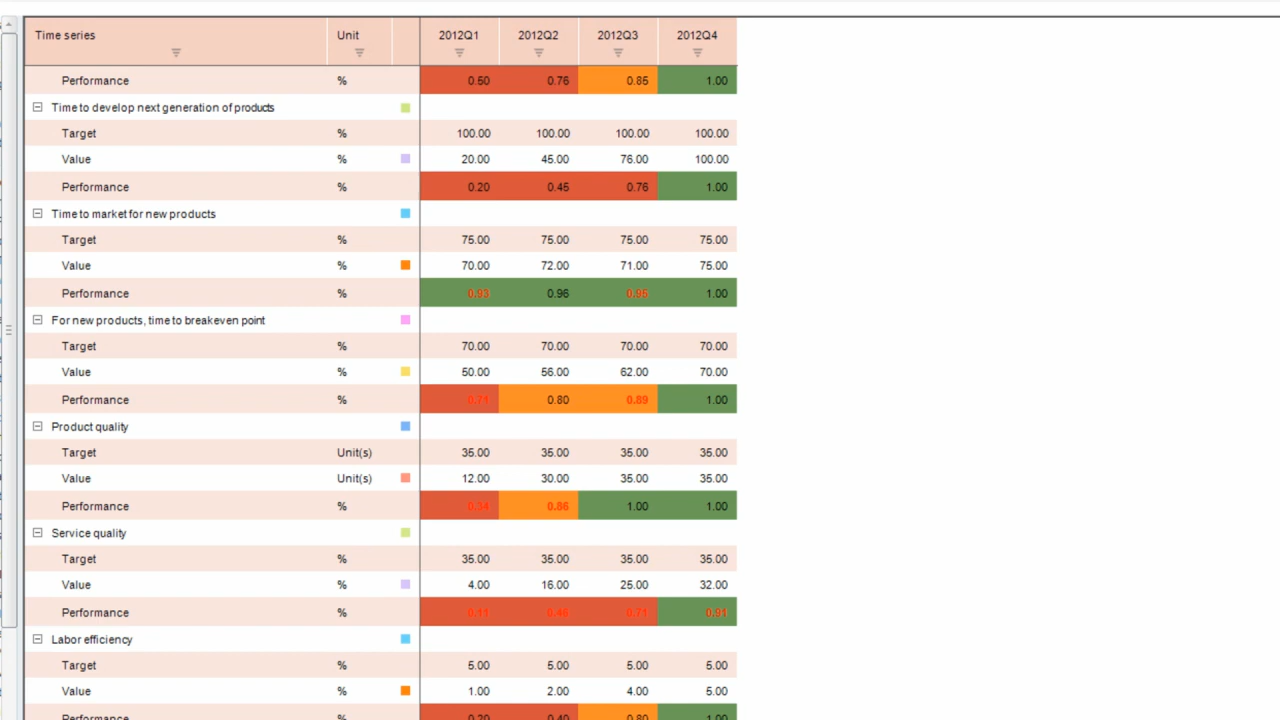 Time series Unit 2012Q1 2012Q2 2012Q3 2012Q4
Performance % 0.50 0.76 0.85 1.00
Time to develop next generation of products
Target % 100.00 100.00 100.00 100.00
Value % 20.00 45.00 76.00 100.00
Performance % 0.20 0.45 0.76 1.00
Time to market for new products
Target % 75.00 75.00 75.00 75.00
Value % 70.00 72.00 71.00 75.00
Performance % 0.93 0.96 0.95 1.00
For new products, time to breakeven point
Target % 70.00 70.00 70.00 70.00
Value % 50.00 56.00 62.00 70.00
Performance % 0.71 0.80 0.89 1.00
Product quality
Target Unit(s) 35.00 35.00 35.00 35.00
Value Unit(s) 12.00 30.00 35.00 35.00
Performance % 0.34 0.86 1.00 1.00
Service quality
Target % 35.00 35.00 35.00 35.00
Value % 4.00 16.00 25.00 32.00
Performance % 0.11 0.46 0.71 0.91
Labor efficiency
Target % 5.00 5.00 5.00 5.00
Value % 1.00 2.00 4.00 5.00
Performance % 0.20 0.40 0.80 1.00